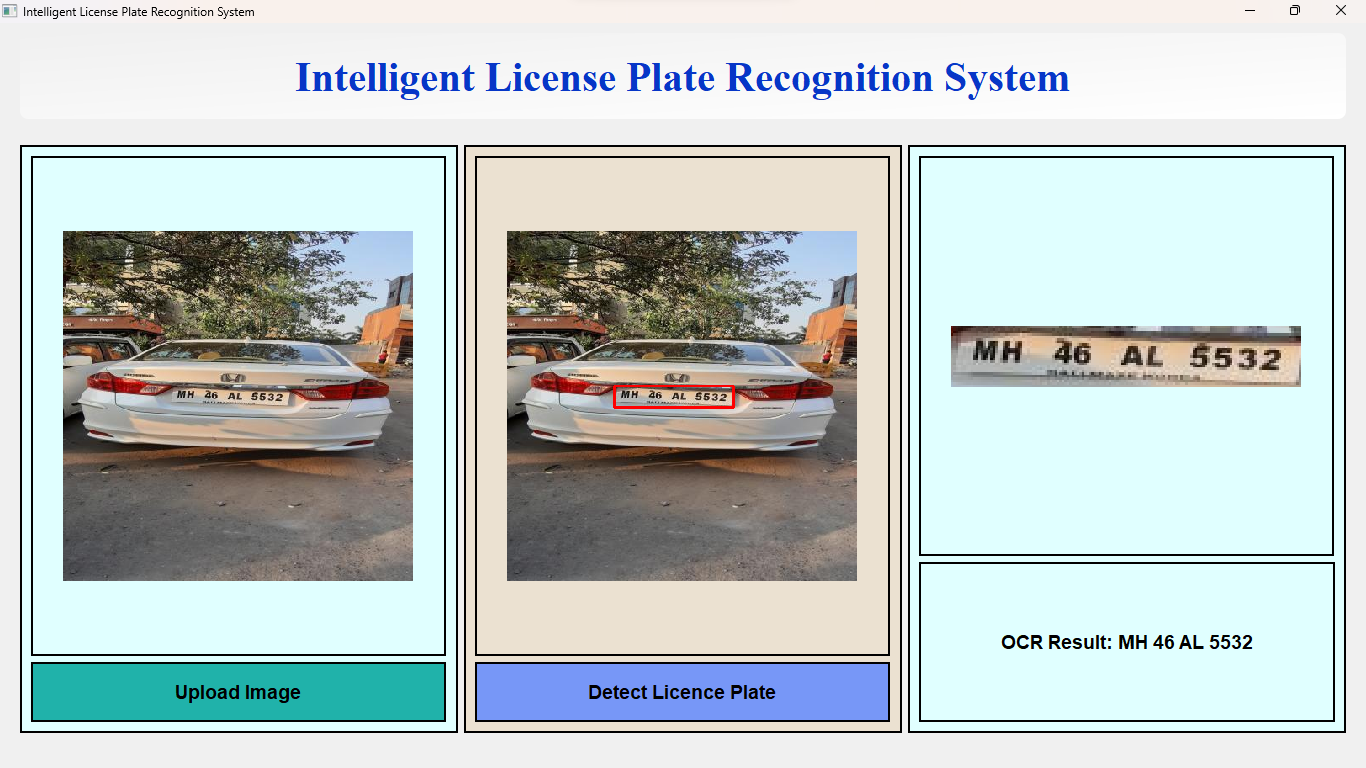 Intelligent License Plate Recognition System
Intelligent License Plate Recognition System
MH 46 AL 5532
Upload Image
MH 46 AL 5532
Detect Licence Plate
MH 46 AL 5532
OCR Result: MH 46 AL 5532